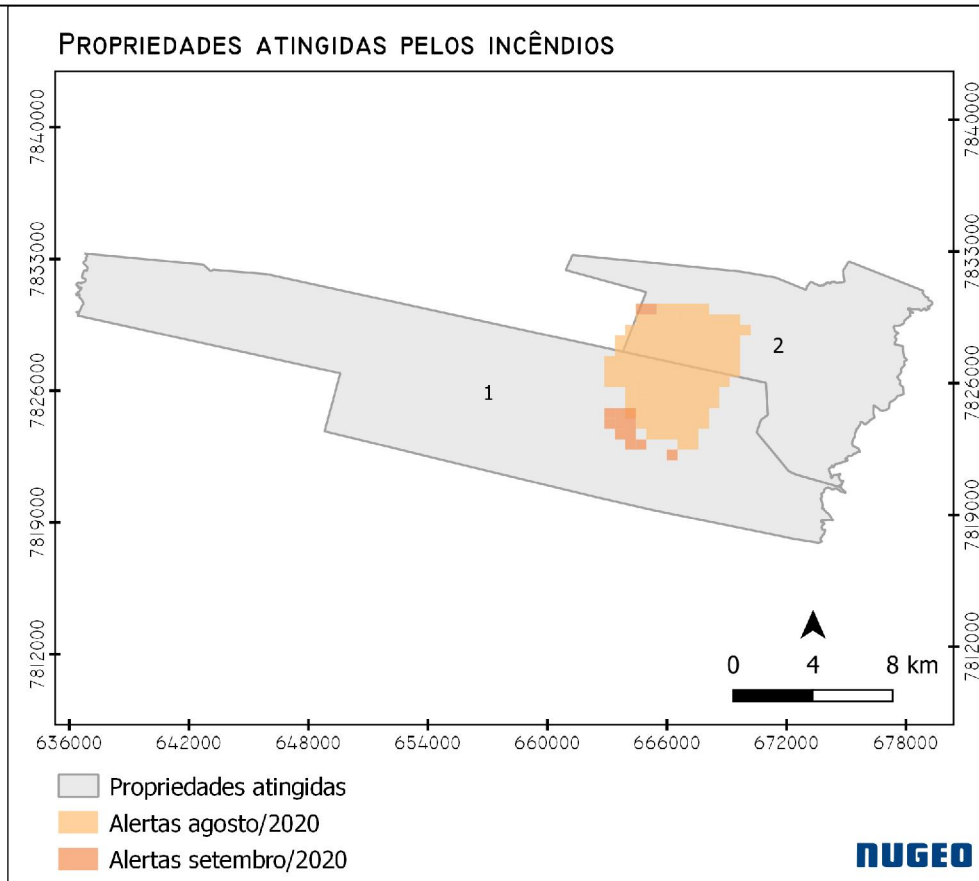 PROPRIEDADES ATINGIDAS PELOS INCÊNDIOS
7840000
7840000
7833000
7833000
2
1
7826000
7826000
7819000
7819000
0 4 8 km
7812000
7812000
636000 642000 648000 654000 660000 666000 672000 678000
Propriedades atingidas
Alertas agosto/2020
Alertas setembro/2020
NUGEO